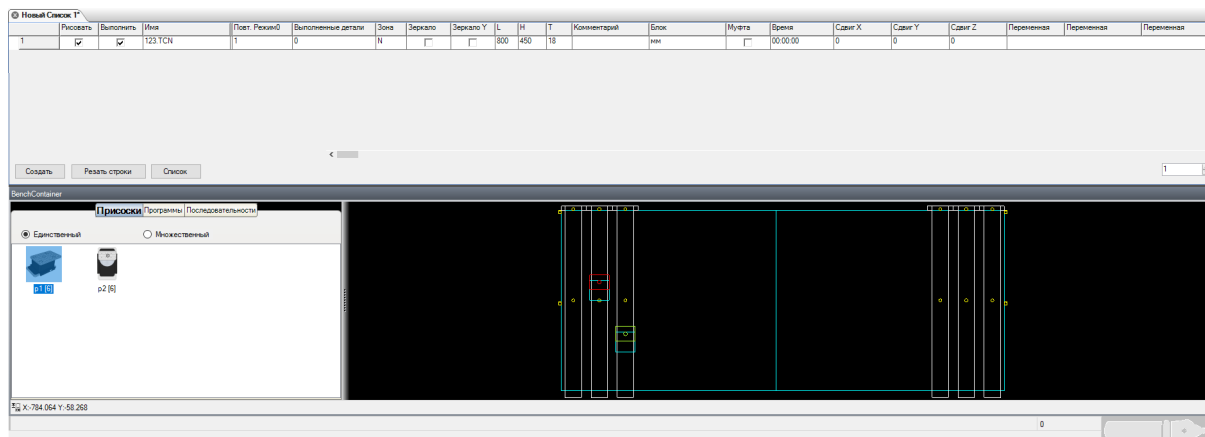 Новый Список 1*
Рисовать Выполнить Имя Повт. Режим0 Выполненные детали Зона Зеркало Зеркало Y L H T Комментарий Блок Муфта Время Сдвиг X Сдвиг Y Сдвиг Z Переменная Переменная Переменная
1 123.TCN 1 0 N 800 450 18 мм 00:00:00 0 0 0
Создать Резать строки Список 1
BenchContainer
Присоски Программы Последовательности
Единственный Множественный
p1 [6] p2 [6]
X:-784.064 Y:-58.268
0